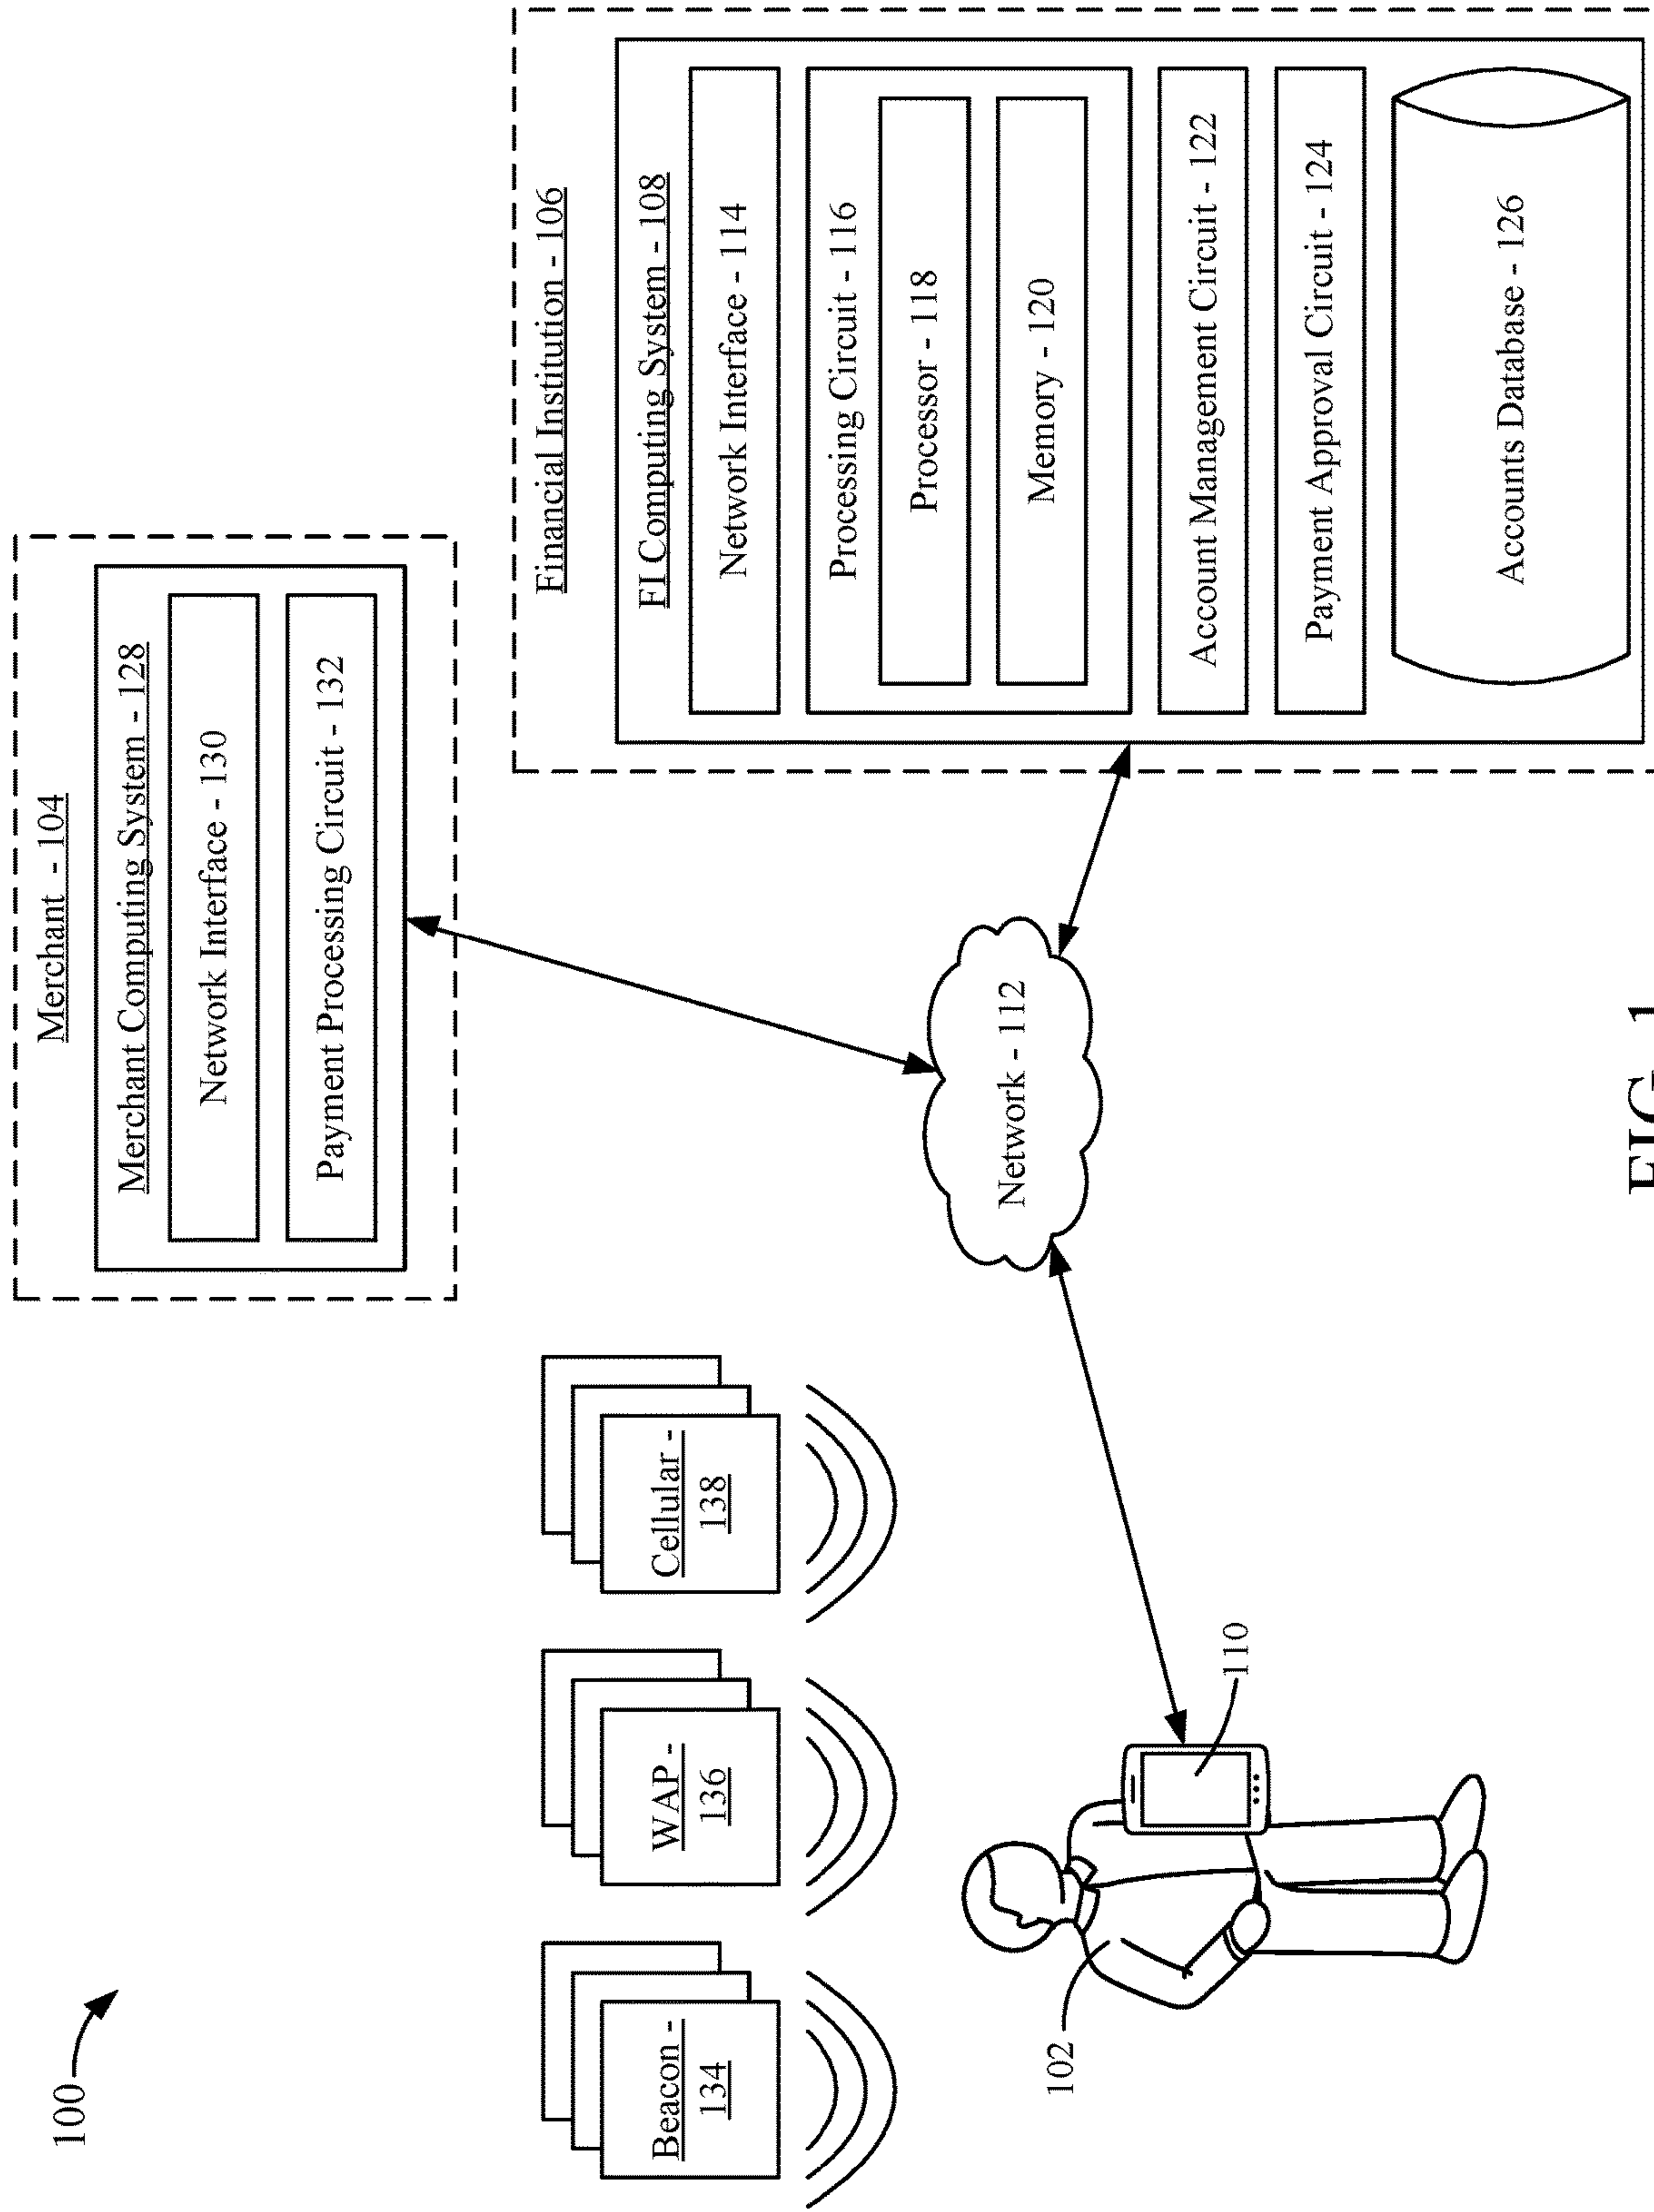 100
Merchant - 104
Merchant Computing System - 128
Network Interface - 130
Payment Processing Circuit - 132
Beacon -
134
WAP -
136
Cellular -
138
Financial Institution - 106
FI Computing System - 108
Network Interface - 114
Processing Circuit - 116
Processor - 118
Memory - 120
Account Management Circuit - 122
Payment Approval Circuit - 124
Accounts Database - 126
Network - 112
102
110
FIG. 1